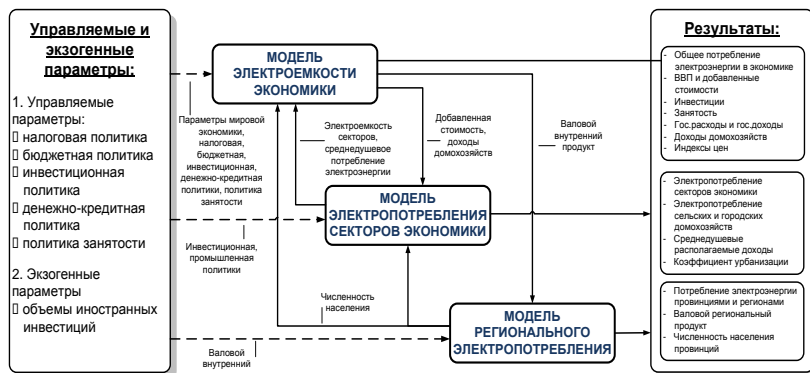 Управляемые и
экзогенные
параметры:
1. Управляемые
параметры:
▯ налоговая политика
▯ бюджетная политика
▯ инвестиционная
политика
▯ денежно-кредитная
политика
▯ политика занятости
2. Экзогенные
параметры
▯ объемы иностранных
инвестиций
МОДЕЛЬ
ЭЛЕКТРОЕМКОСТИ
ЭКОНОМИКИ
Параметры мировой
экономики,
налоговая,
бюджетная,
инвестиционная,
денежно-кредитная
политики, политика
занятости
Электроемкость
секторов,
среднедушевое
потребление
электроэнергии
Добавленная
стоимость,
доходы
домохозяйств
Валовой
внутренний
продукт
МОДЕЛЬ
ЭЛЕКТРОПОТРЕБЛЕНИЯ
СЕКТОРОВ ЭКОНОМИКИ
Инвестиционная,
промышленная
политики
Численность
населения
МОДЕЛЬ
РЕГИОНАЛЬНОГО
ЭЛЕКТРОПОТРЕБЛЕНИЯ
Валовой
внутренний
Результаты:
- Общее потребление
электроэнергии в экономике
- ВВП и добавленные
стоимости
- Инвестиции
- Занятость
- Гос.расходы и гос.доходы
- Доходы домохозяйств
- Индексы цен
- Электропотребление
секторов экономики
- Электропотребление
сельских и городских
домохозяйств
- Среднедушевые
располагаемые доходы
- Коэффициент урбанизации
- Потребление электроэнергии
провинциями и регионами
- Валовой региональный
продукт
- Численность населения
провинций